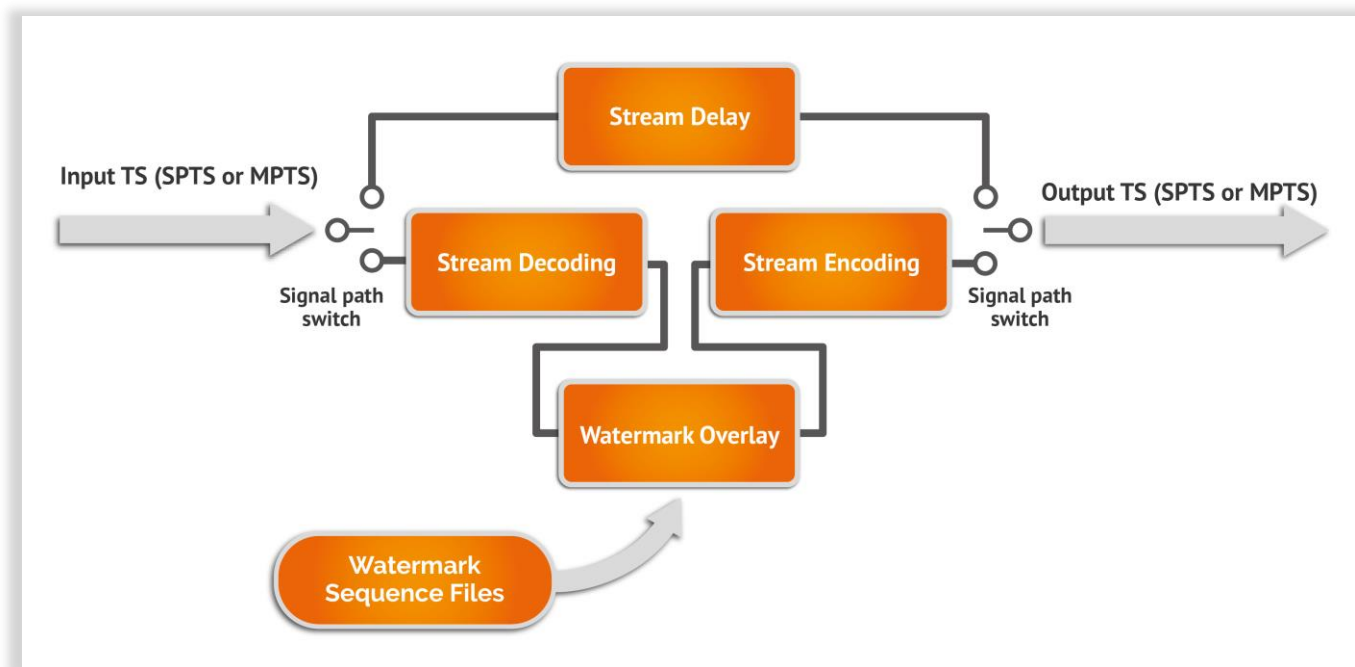 Stream Delay
Input TS (SPTS or MPTS)
Output TS (SPTS or MPTS)
Stream Decoding
Stream Encoding
Signal path
switch
Signal path
switch
Watermark Overlay
Watermark
Sequence Files